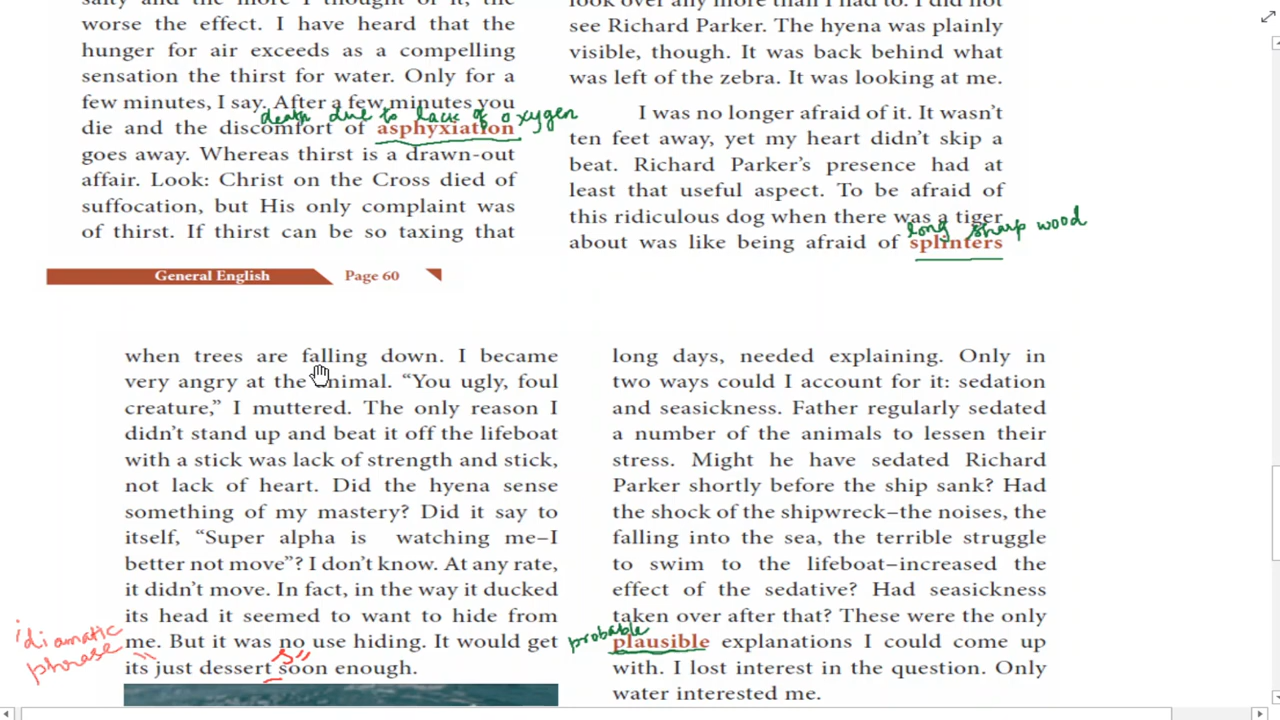 salty and the more I thought of it, the
worse the effect. I have heard that the
hunger for air exceeds as a compelling
sensation the thirst for water. Only for a
few minutes, I say. After a few minutes you
death due to lack of oxygen
die and the discomfort of asphyxiation
goes away. Whereas thirst is a drawn-out
affair. Look: Christ on the Cross died of
suffocation, but His only complaint was
of thirst. If thirst can be so taxing that
look over any more than I had to. I did not
see Richard Parker. The hyena was plainly
visible, though. It was back behind what
was left of the zebra. It was looking at me.
I was no longer afraid of it. It wasn't
ten feet away, yet my heart didn't skip a
beat. Richard Parker's presence had at
least that useful aspect. To be afraid of
this ridiculous dog when there was a tiger
long sharp wood
about was like being afraid of splinters
General English Page 60
when trees are falling down. I became
very angry at the animal. “You ugly, foul
creature,” I muttered. The only reason I
didn't stand up and beat it off the lifeboat
with a stick was lack of strength and stick,
not lack of heart. Did the hyena sense
something of my mastery? Did it say to
itself, “Super alpha is watching me–I
better not move”? I don't know. At any rate,
it didn't move. In fact, in the way it ducked
its head it seemed to want to hide from
me. But it was no use hiding. It would get
its just dessert soon enough.
idiamatic
phrase
"s"
long days, needed explaining. Only in
two ways could I account for it: sedation
and seasickness. Father regularly sedated
a number of the animals to lessen their
stress. Might he have sedated Richard
Parker shortly before the ship sank? Had
the shock of the shipwreck–the noises, the
falling into the sea, the terrible struggle
to swim to the lifeboat–increased the
effect of the sedative? Had seasickness
taken over after that? These were the only
probable
plausible explanations I could come up
with. I lost interest in the question. Only
water interested me.